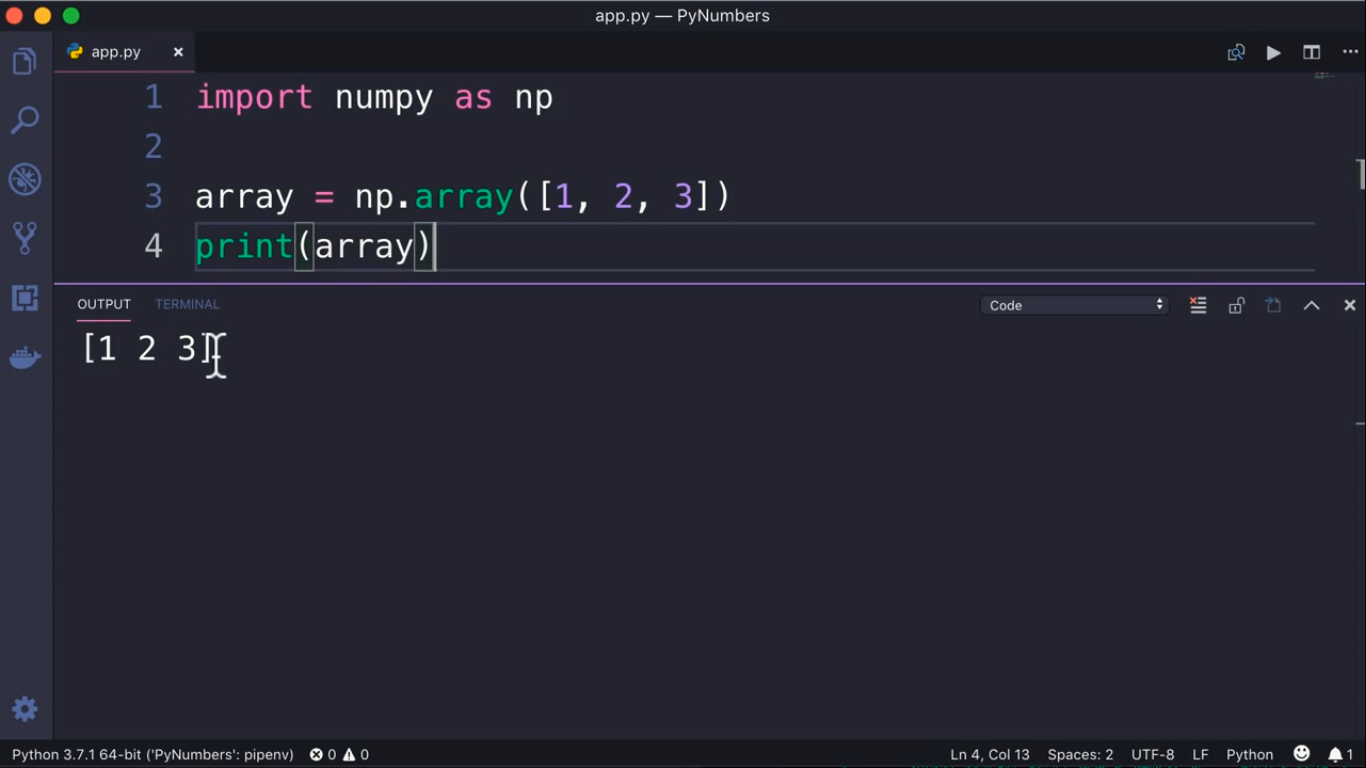 app.py — PyNumbers
app.py
1 import numpy as np
2
3 array = np.array([1, 2, 3])
4 print(array)
OUTPUT TERMINAL Code
[1 2 3]
Python 3.7.1 64-bit ('PyNumbers': pipenv) 0 0 Ln 4, Col 13 Spaces: 2 UTF-8 LF Python 1